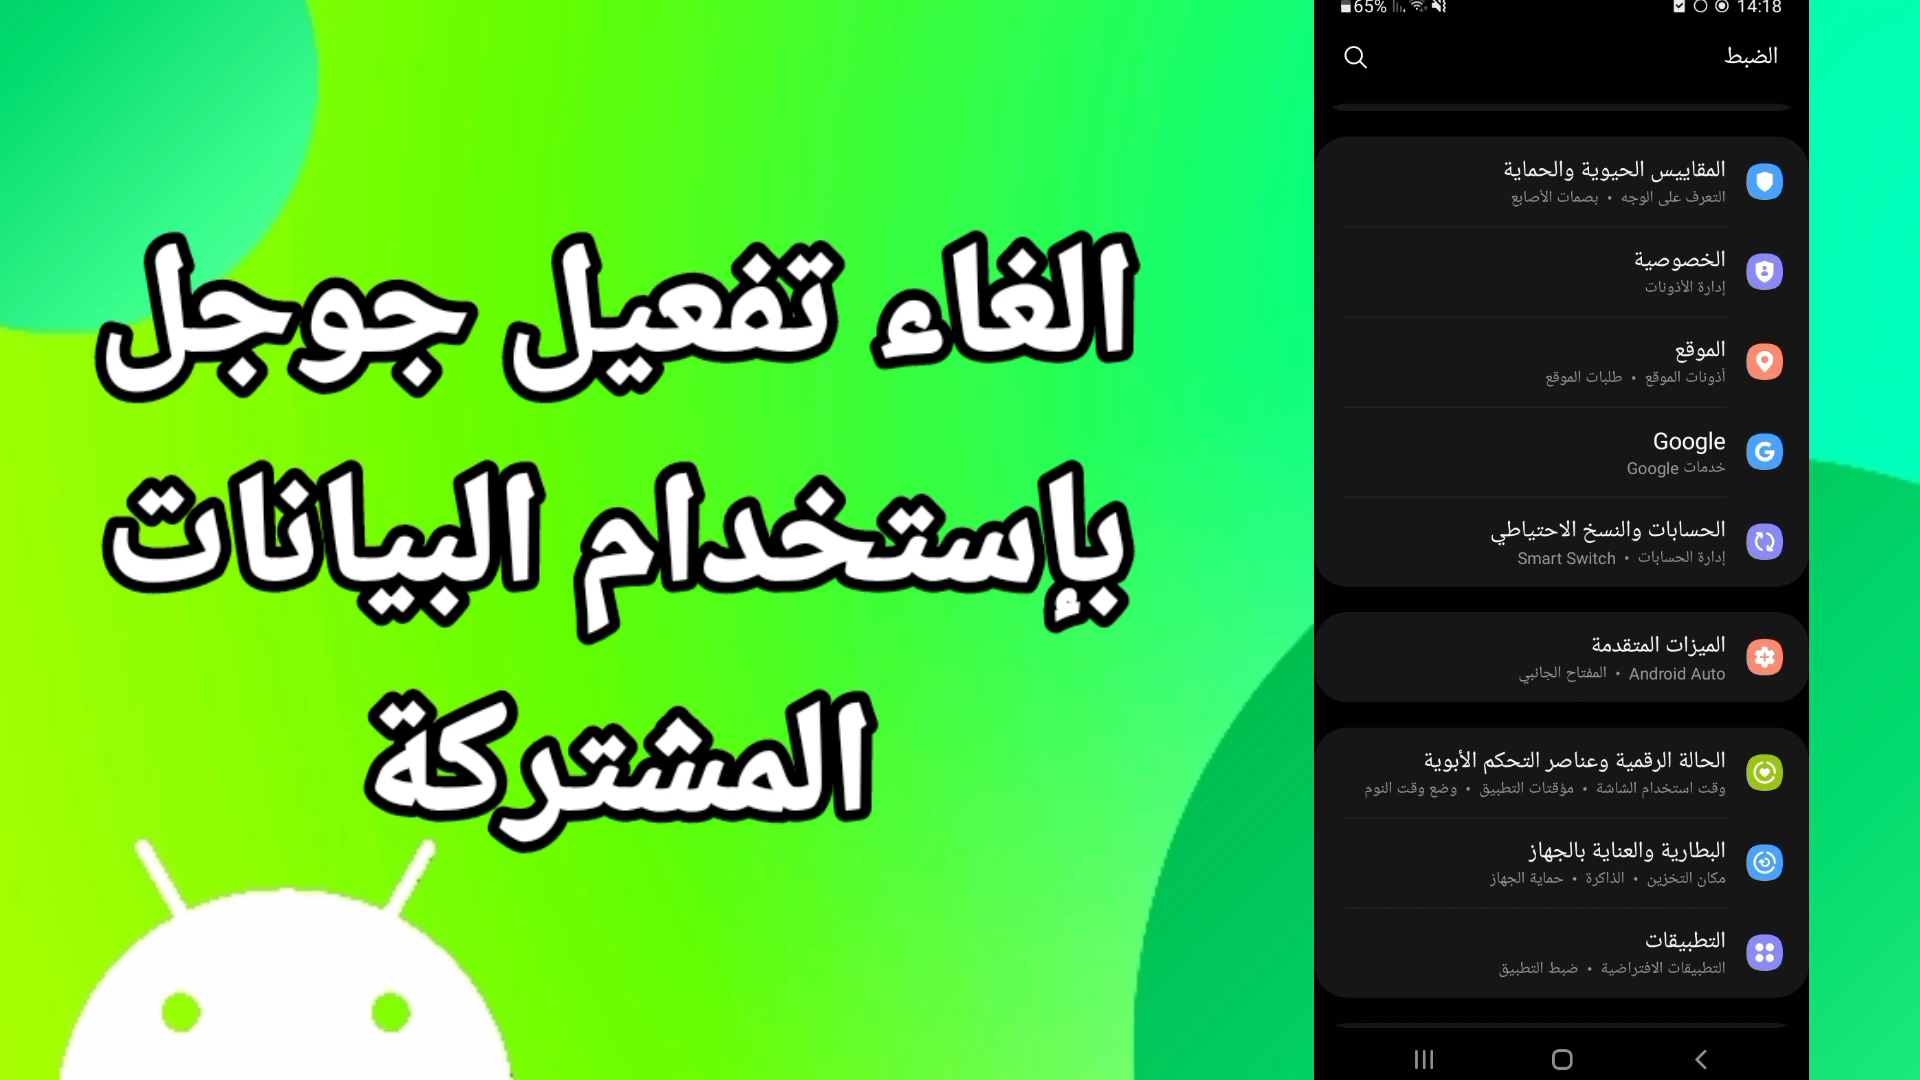 الغاء تفعيل جوجل
بإستخدام البيانات
المشتركة
65% 14:18
الضبط
المقاييس الحيوية والحماية
التعرف على الوجه • بصمات الأصابع
الخصوصية
إدارة الأذونات
الموقع
أذونات الموقع • طلبات الموقع
Google
خدمات Google
الحسابات والنسخ الاحتياطي
إدارة الحسابات • Smart Switch
الميزات المتقدمة
Android Auto • المفتاح الجانبي
الحالة الرقمية وعناصر التحكم الأبوية
وقت استخدام الشاشة • مؤقتات التطبيق • وضع وقت النوم
البطارية والعناية بالجهاز
مكان التخزين • الذاكرة • حماية الجهاز
التطبيقات
التطبيقات الافتراضية • ضبط التطبيق